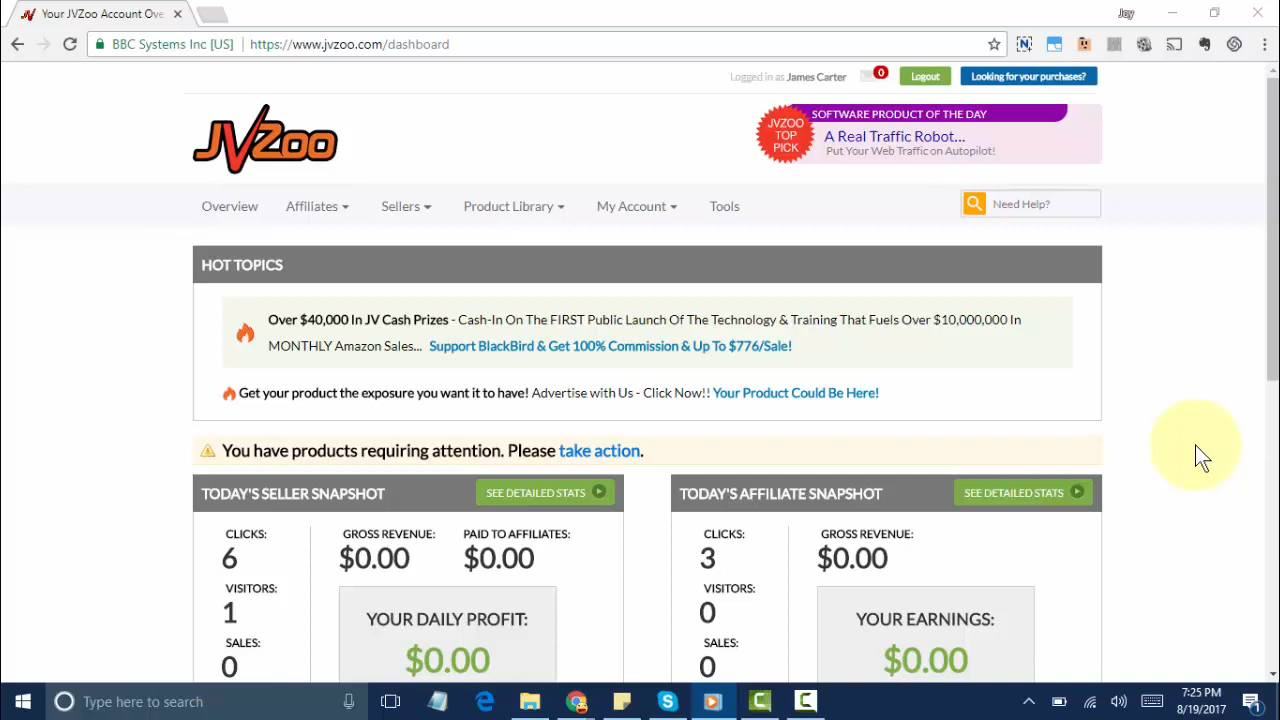 Your JVZoo Account Ove
Jay
BBC Systems Inc [US] https://www.jvzoo.com/dashboard
Logged in as James Carter 0 Logout Looking for your purchases?
JVZoo
JVZOO TOP PICK
SOFTWARE PRODUCT OF THE DAY
A Real Traffic Robot...
Put Your Web Traffic on Autopilot!
Overview Affiliates Sellers Product Library My Account Tools Need Help?
HOT TOPICS
Over $40,000 In JV Cash Prizes - Cash-In On The FIRST Public Launch Of The Technology & Training That Fuels Over $10,000,000 In
MONTHLY Amazon Sales... Support BlackBird & Get 100% Commission & Up To $776/Sale!
Get your product the exposure you want it to have! Advertise with Us - Click Now!! Your Product Could Be Here!
You have products requiring attention. Please take action.
TODAY'S SELLER SNAPSHOT SEE DETAILED STATS
CLICKS: GROSS REVENUE: PAID TO AFFILIATES:
6 $0.00 $0.00
VISITORS:
1
YOUR DAILY PROFIT:
SALES:
0 $0.00
TODAY'S AFFILIATE SNAPSHOT SEE DETAILED STATS
CLICKS: GROSS REVENUE:
3 $0.00
VISITORS:
0
YOUR EARNINGS:
SALES:
0 $0.00
Type here to search
7:25 PM
8/19/2017
1